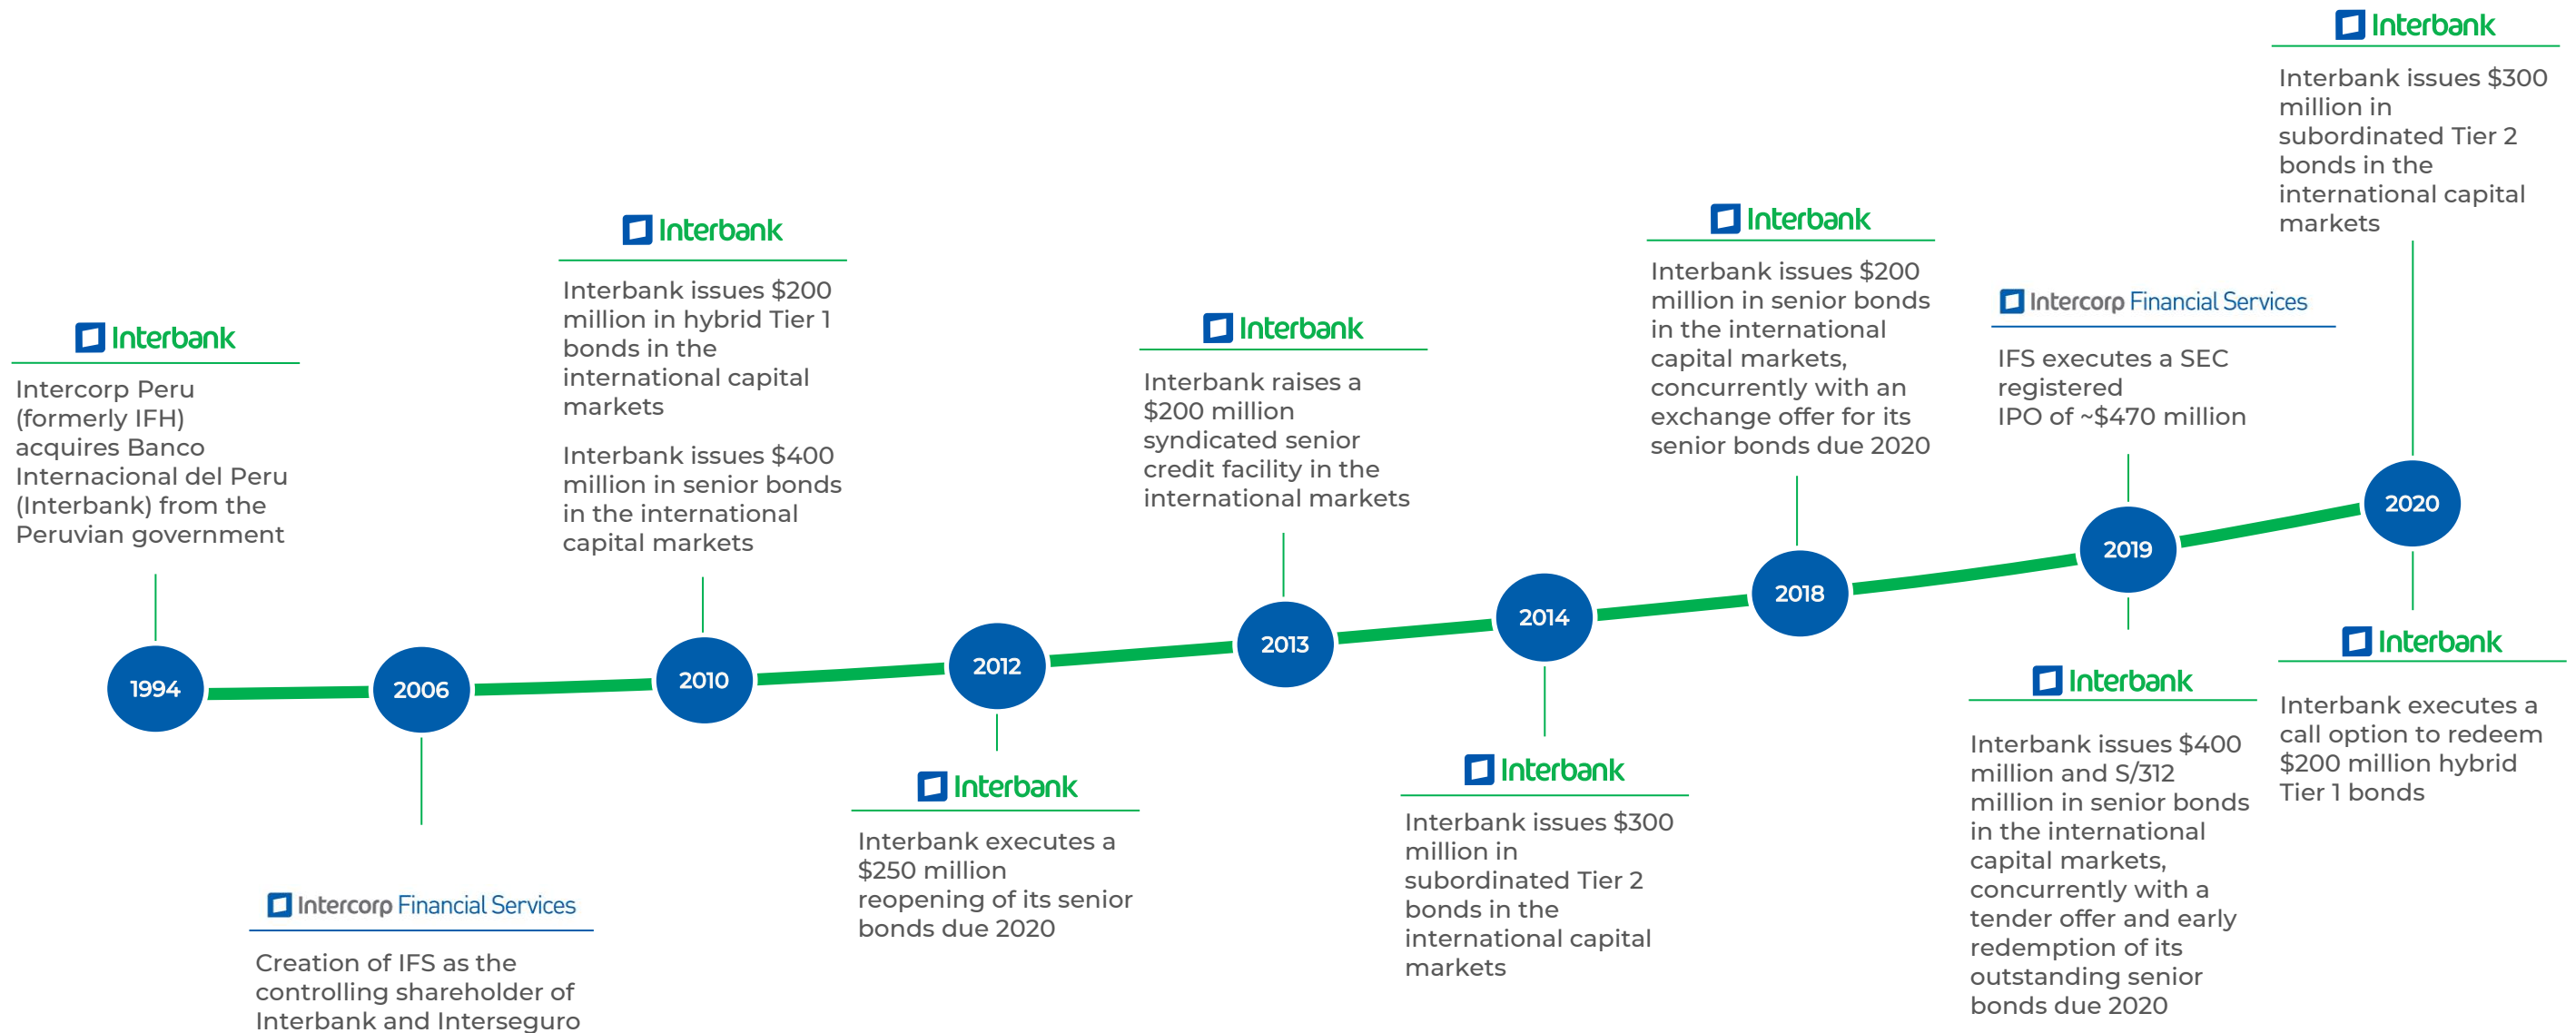 Interbank
Intercorp Peru
(formerly IFH)
acquires Banco
Internacional del Peru
(Interbank) from the
Peruvian government
1994
2006
Intercorp Financial Services
Creation of IFS as the
controlling shareholder of
Interbank and Interseguro
Interbank
Interbank issues $200
million in hybrid Tier 1
bonds in the
international capital
markets
Interbank issues $400
million in senior bonds
in the international
capital markets
2010
2012
Interbank
Interbank executes a
$250 million
reopening of its senior
bonds due 2020
Interbank
Interbank raises a
$200 million
syndicated senior
credit facility in the
international markets
2013
2014
Interbank
Interbank issues $300
million in
subordinated Tier 2
bonds in the
international capital
markets
Interbank
Interbank issues $200
million in senior bonds
in the international
capital markets,
concurrently with an
exchange offer for its
senior bonds due 2020
2018
Intercorp Financial Services
IFS executes a SEC
registered
IPO of ~$470 million
2019
Interbank
Interbank issues $400
million and S/312
million in senior bonds
in the international
capital markets,
concurrently with a
tender offer and early
redemption of its
outstanding senior
bonds due 2020
Interbank
Interbank issues $300
million in
subordinated Tier 2
bonds in the
international capital
markets
2020
Interbank
Interbank executes a
call option to redeem
$200 million hybrid
Tier 1 bonds